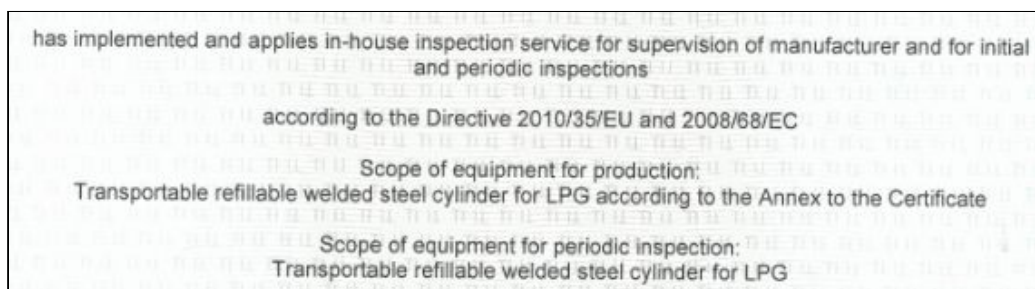 has implemented and applies in-house inspection service for supervision of manufacturer and for initial
and periodic inspections
according to the Directive 2010/35/EU and 2008/68/EC
Scope of equipment for production:
Transportable refillable welded steel cylinder for LPG according to the Annex to the Certificate
Scope of equipment for periodic inspection:
Transportable refillable welded steel cylinder for LPG